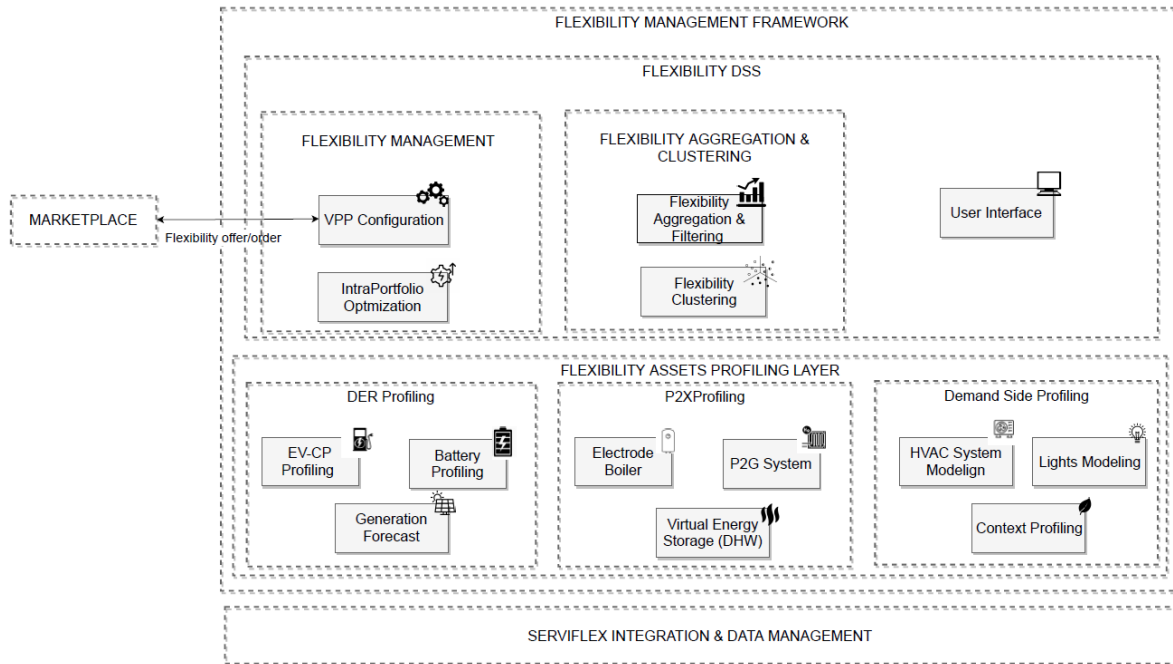 FLEXIBILITY MANAGEMENT FRAMEWORK
FLEXIBILITY DSS
FLEXIBILITY MANAGEMENT
FLEXIBILITY AGGREGATION &
CLUSTERING
MARKETPLACE
Flexibility offer/order
VPP Configuration
Flexibility
Aggregation &
Filtering
User Interface
IntraPortfolio
Optmization
Flexibility
Clustering
FLEXIBILITY ASSETS PROFILING LAYER
DER Profiling
EV-CP
Profiling
Battery
Profiling
Generation
Forecast
P2XProfiling
Electrode
Boiler
P2G System
Virtual Energy
Storage (DHW)
Demand Side Profiling
HVAC System
Modelign
Lights Modeling
Context Profiling
SERVIFLEX INTEGRATION & DATA MANAGEMENT